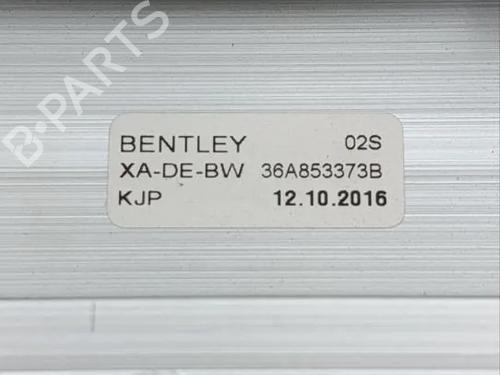 B-PARTS
BENTLEY 02S
XA-DE-BW 36A853373B
KJP 12.10.2016